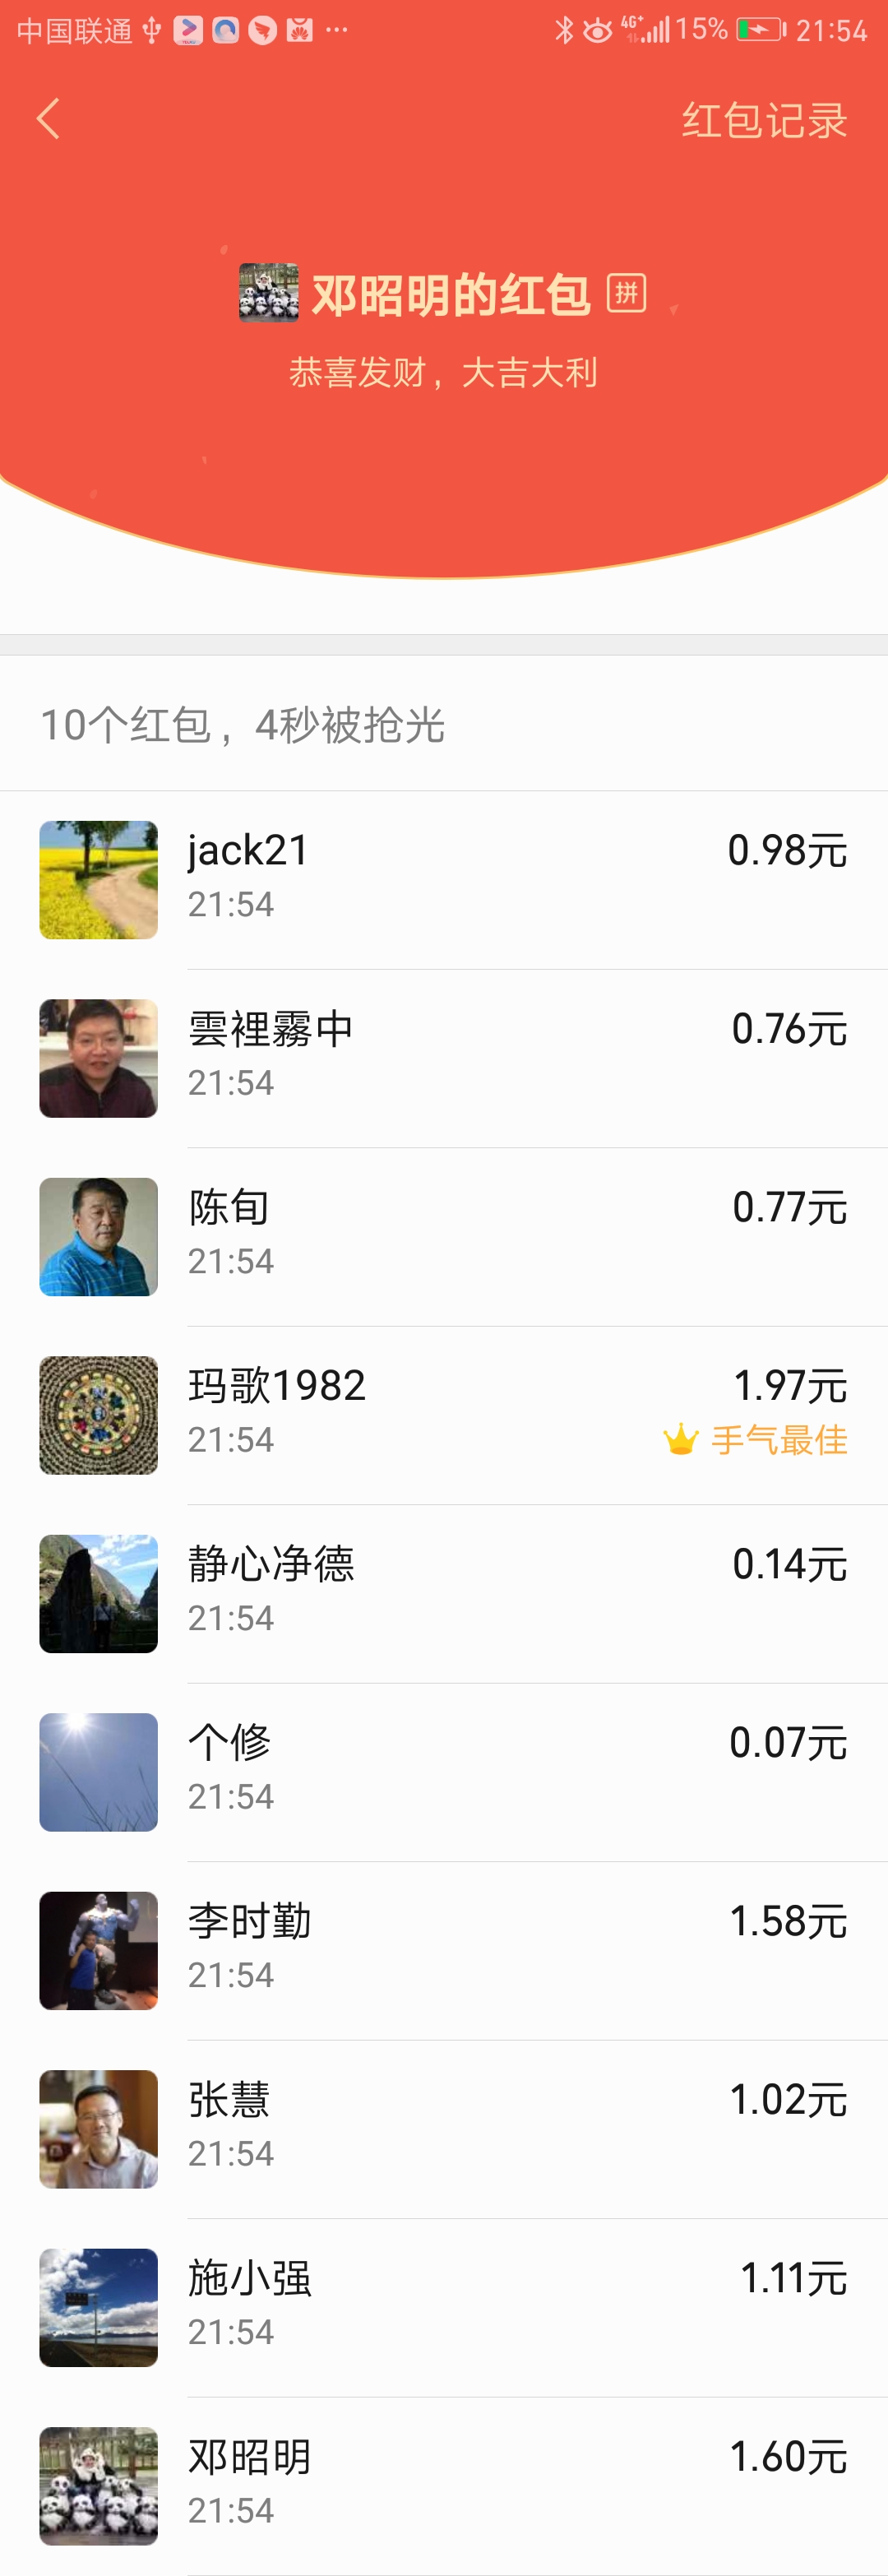 中国联通 4G+ 15% 21:54
红包记录
邓昭明的红包 拼
恭喜发财，大吉大利
10个红包，4秒被抢光
jack21 0.98元
21:54
雲裡霧中 0.76元
21:54
陈旬 0.77元
21:54
玛歌1982 1.97元
21:54 手气最佳
静心净德 0.14元
21:54
个修 0.07元
21:54
李时勤 1.58元
21:54
张慧 1.02元
21:54
施小强 1.11元
21:54
邓昭明 1.60元
21:54